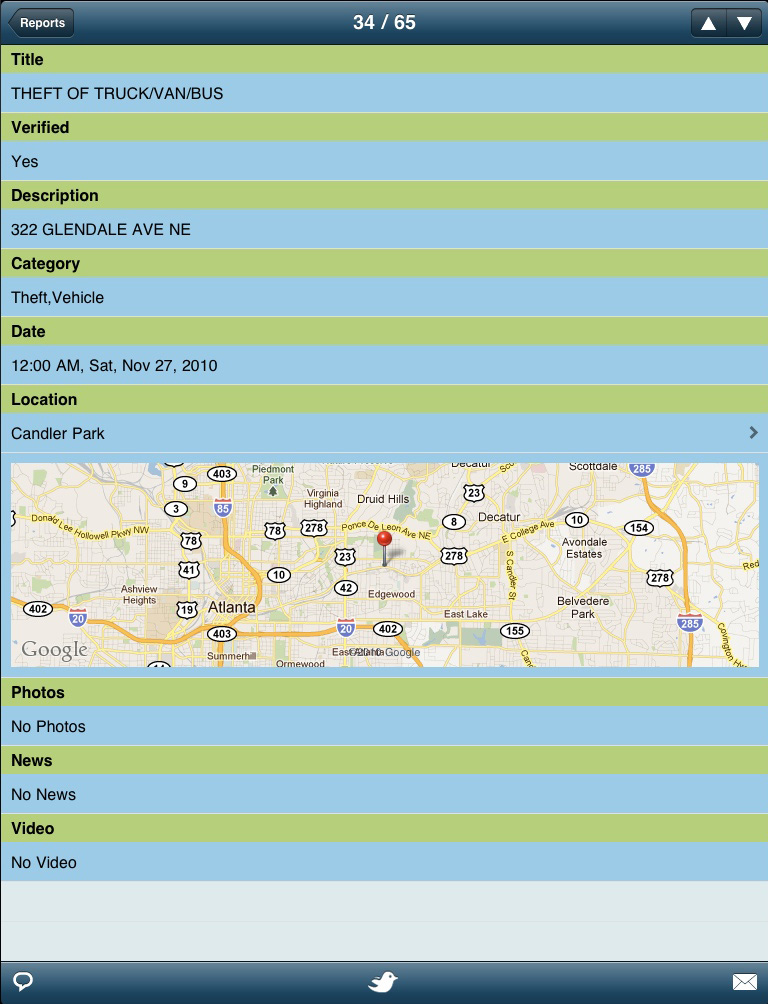 Reports
34 / 65
Title
THEFT OF TRUCK/VAN/BUS
Verified
Yes
Description
322 GLENDALE AVE NE
Category
Theft,Vehicle
Date
12:00 AM, Sat, Nov 27, 2010
Location
Candler Park
403
Piedmont
Park
Decatur
Scottdale
285
9
Virginia
Highland
Druid Hills
23
3
85
Donald Lee Hollowell Pkwy NW
78
278
Ponce De Leon Ave NE
8
Decatur
10
154
78
E College Ave
Avondale
Estates
23
278
41
10
S Candler St
278
Red
Ashview
Heights
42
Edgewood
402
20
19
Atlanta
East Lake
Belvedere
Park
403
20
402
155
285
Covington Hw
Google
Summerhill
Ormewood
East Atlanta
©2010 Google
Photos
No Photos
News
No News
Video
No Video